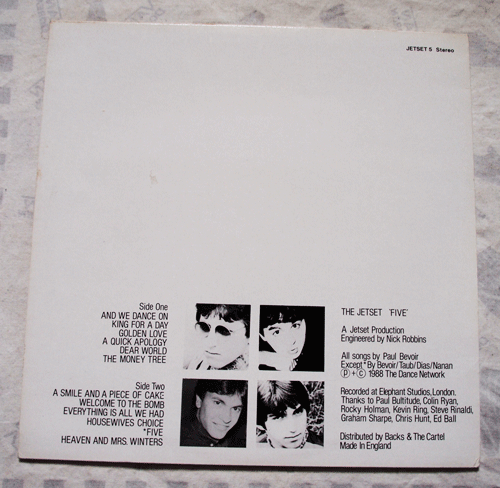 JETSET 5 Stereo
Side One
AND WE DANCE ON
KING FOR A DAY
GOLDEN LOVE
A QUICK APOLOGY
DEAR WORLD
THE MONEY TREE
Side Two
A SMILE AND A PIECE OF CAKE
WELCOME TO THE BOMB
EVERYTHING IS ALL WE HAD
HOUSEWIVES CHOICE
*FIVE
HEAVEN AND MRS. WINTERS
THE JETSET 'FIVE'
A Jetset Production
Engineered by Nick Robbins
All songs by Paul Bevoir
Except *By Bevoir/Taub/Dias/Nanan
Ⓟ+© 1988 The Dance Network
Recorded at Elephant Studios, London.
Thanks to Paul Bultitude, Colin Ryan,
Rocky Holman, Kevin Ring, Steve Rinaldi,
Graham Sharpe, Chris Hunt, Ed Ball
Distributed by Backs & The Cartel
Made In England